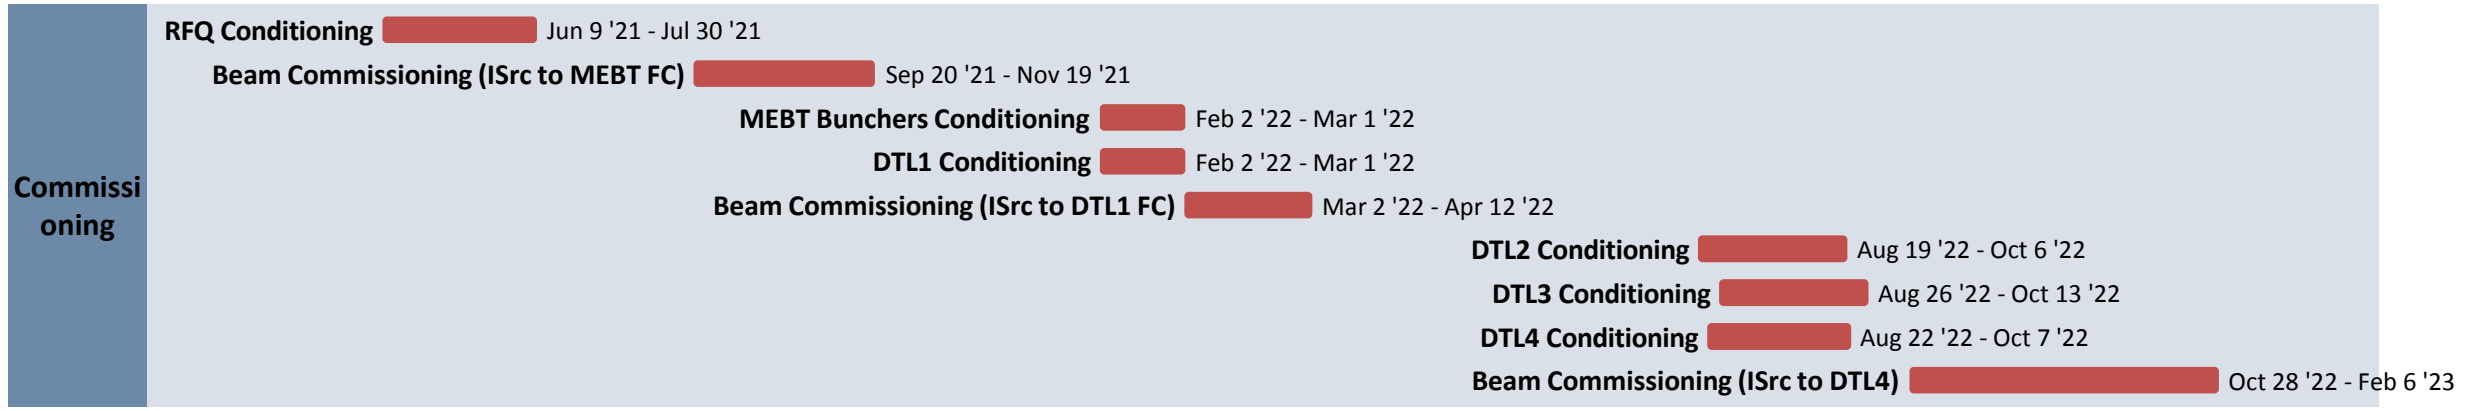 RFQ Conditioning Jun 9 '21 - Jul 30 '21
Beam Commissioning (ISrc to MEBT FC) Sep 20 '21 - Nov 19 '21
MEBT Bunchers Conditioning Feb 2 '22 - Mar 1 '22
DTL1 Conditioning Feb 2 '22 - Mar 1 '22
Commissi
oning
Beam Commissioning (ISrc to DTL1 FC) Mar 2 '22 - Apr 12 '22
DTL2 Conditioning Aug 19 '22 - Oct 6 '22
DTL3 Conditioning Aug 26 '22 - Oct 13 '22
DTL4 Conditioning Aug 22 '22 - Oct 7 '22
Beam Commissioning (ISrc to DTL4) Oct 28 '22 - Feb 6 '23